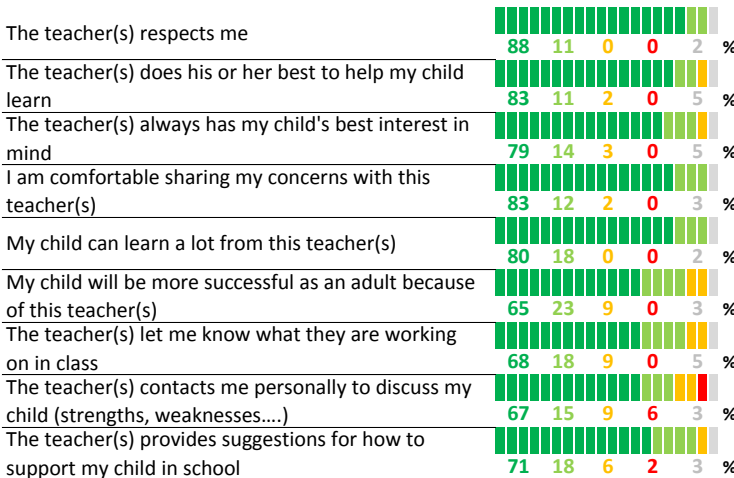 The teacher(s) respects me
88 11 0 0 2 %
The teacher(s) does his or her best to help my child
learn
83 11 2 0 5 %
The teacher(s) always has my child's best interest in
mind
79 14 3 0 5 %
I am comfortable sharing my concerns with this
teacher(s)
83 12 2 0 3 %
My child can learn a lot from this teacher(s)
80 18 0 0 2 %
My child will be more successful as an adult because
of this teacher(s)
65 23 9 0 3 %
The teacher(s) let me know what they are working
on in class
68 18 9 0 5 %
The teacher(s) contacts me personally to discuss my
child (strengths, weaknesses....)
67 15 9 6 3 %
The teacher(s) provides suggestions for how to
support my child in school
71 18 6 2 3 %